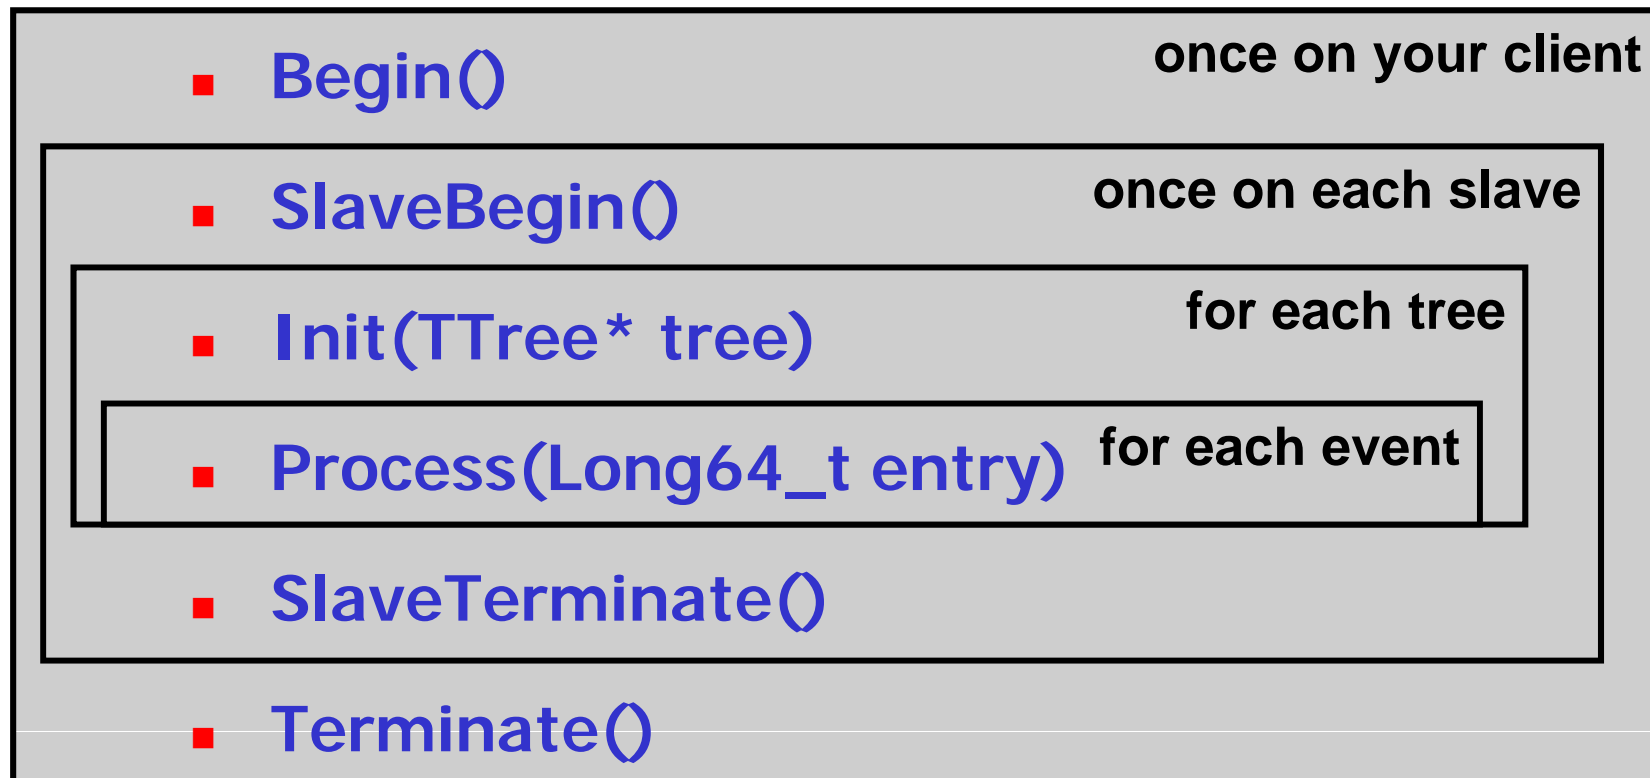 Begin() once on your client
SlaveBegin() once on each slave
Init(TTree* tree) for each tree
Process(Long64_t entry) for each event
SlaveTerminate()
Terminate()